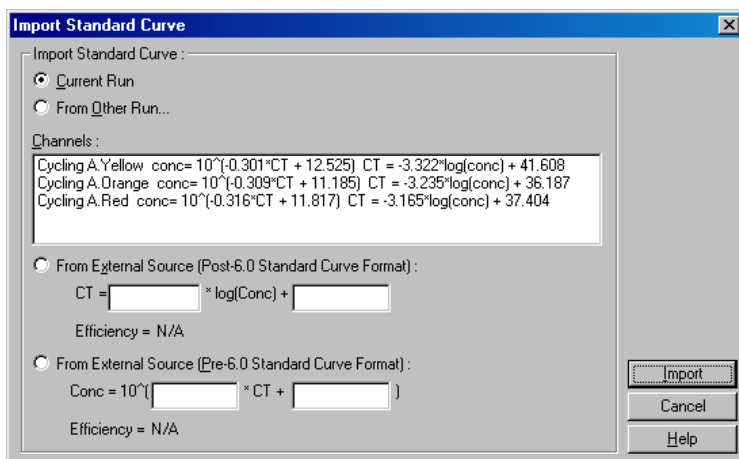 Import Standard Curve
Import Standard Curve :
Current Run
From Other Run...
Channels :
Cycling A.Yellow conc= 10^(-0.301*CT + 12.525) CT = -3.322*log(conc) + 41.608
Cycling A.Orange conc= 10^(-0.309*CT + 11.185) CT = -3.235*log(conc) + 36.187
Cycling A.Red conc= 10^(-0.316*CT + 11.817) CT = -3.165*log(conc) + 37.404
From External Source (Post-6.0 Standard Curve Format) :
CT = * log(Conc) +
Efficiency = N/A
From External Source (Pre-6.0 Standard Curve Format) :
Conc = 10^( * CT + )
Efficiency = N/A
Import
Cancel
Help